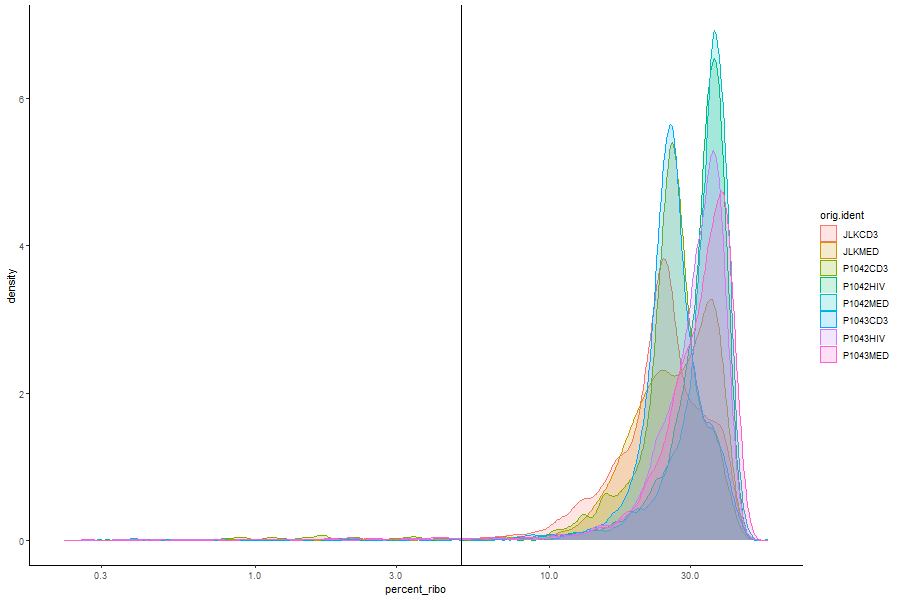 6
4
2
0
density
0.3
1.0
3.0
10.0
30.0
percent_ribo
orig.ident
JLKCD3
JLKMED
P1042CD3
P1042HIV
P1042MED
P1043CD3
P1043HIV
P1043MED